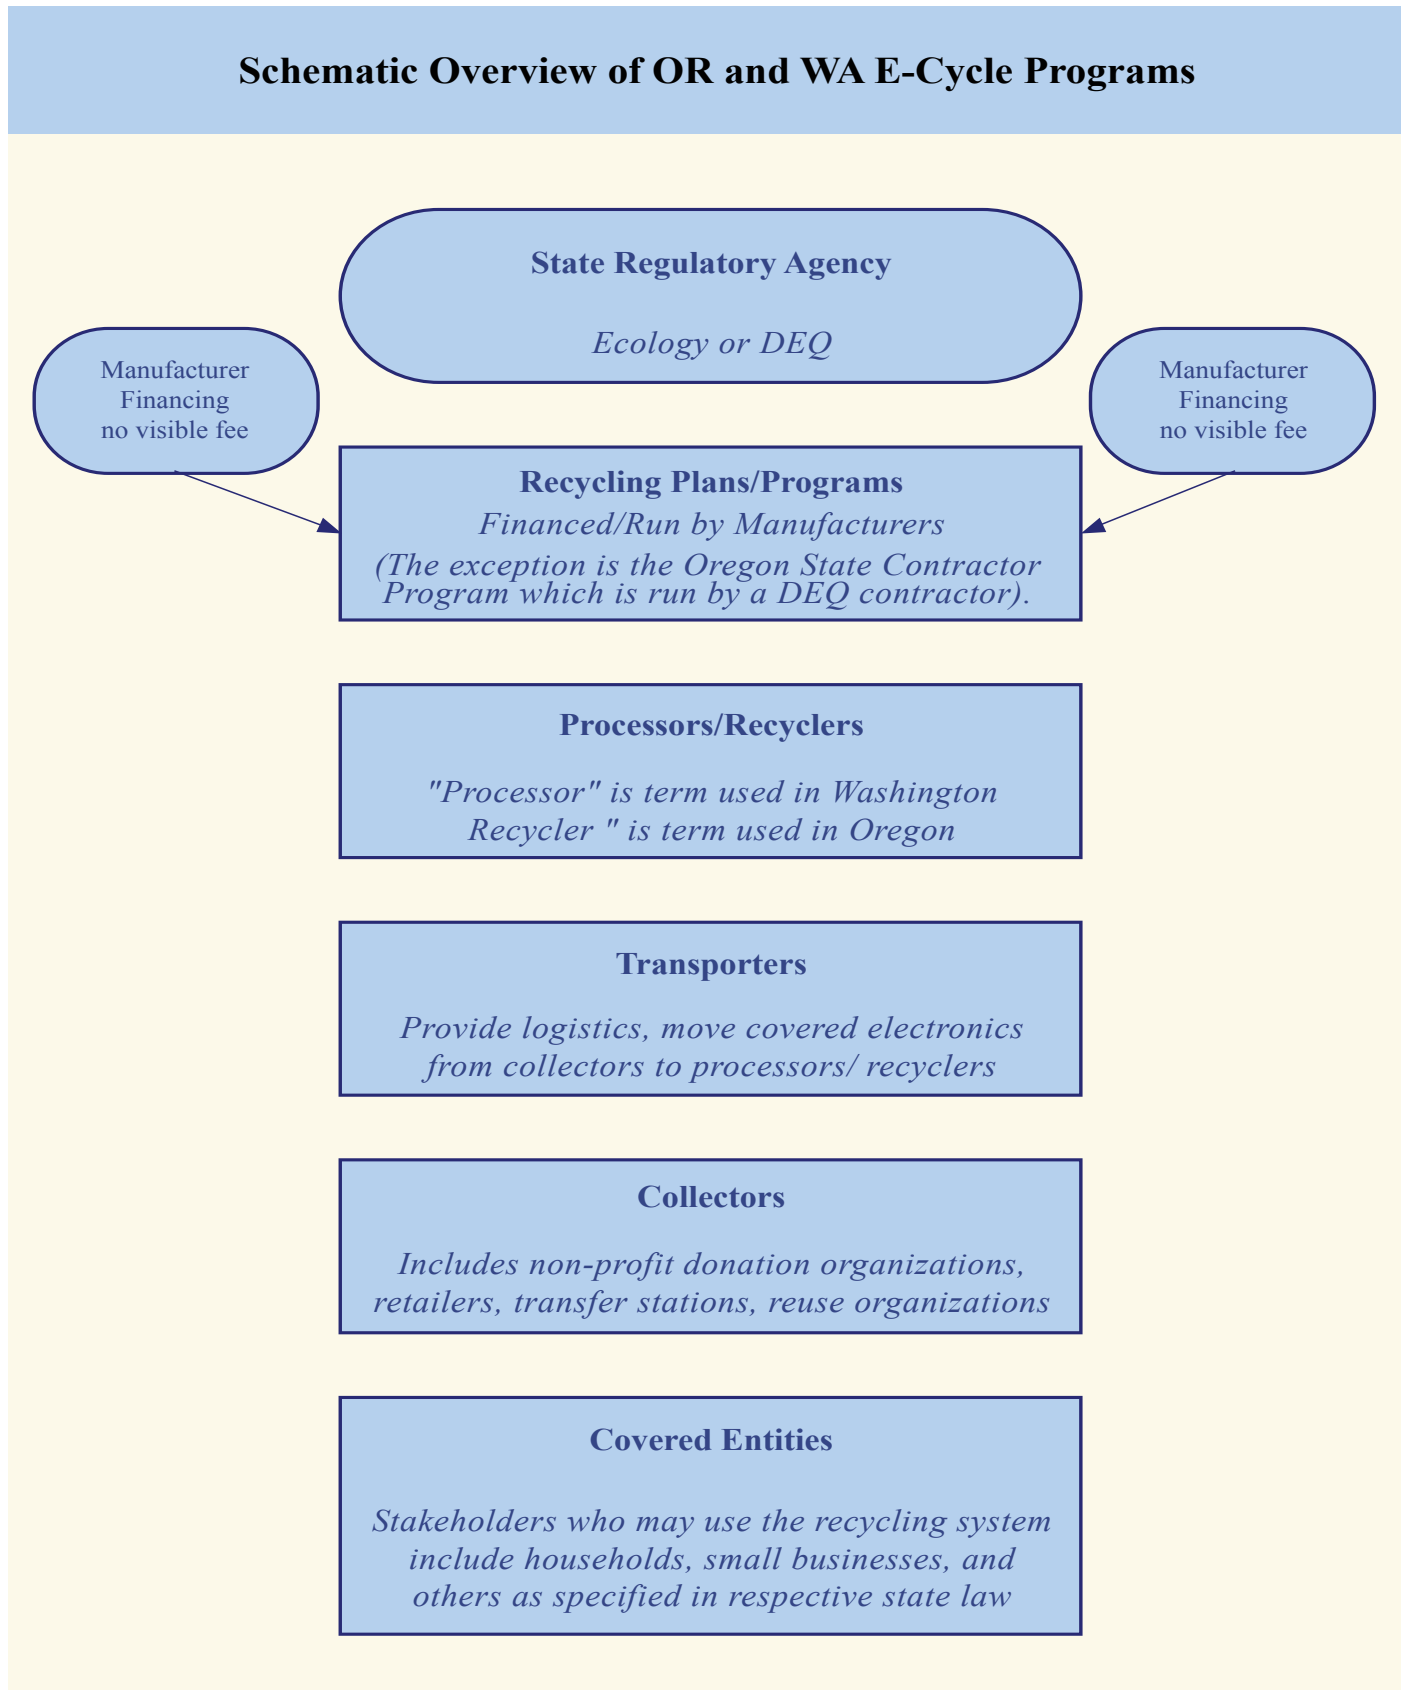 Schematic Overview of OR and WA E-Cycle Programs
State Regulatory Agency
Ecology or DEQ
Manufacturer
Financing
no visible fee
Manufacturer
Financing
no visible fee
Recycling Plans/Programs
Financed/Run by Manufacturers
(The exception is the Oregon State Contractor
Program which is run by a DEQ contractor).
Processors/Recyclers
"Processor" is term used in Washington
Recycler " is term used in Oregon
Transporters
Provide logistics, move covered electronics
from collectors to processors/ recyclers
Collectors
Includes non-profit donation organizations,
retailers, transfer stations, reuse organizations
Covered Entities
Stakeholders who may use the recycling system
include households, small businesses, and
others as specified in respective state law